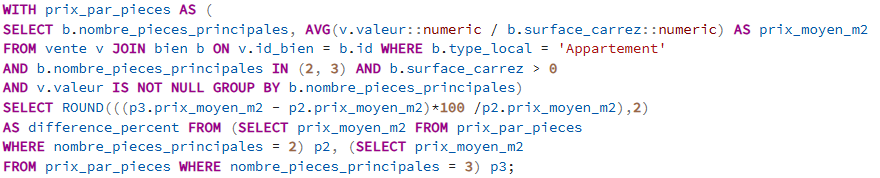 WITH prix_par_pieces AS (
SELECT b.nombre_pieces_principales, AVG(v.valeur::numeric / b.surface_carrez::numeric) AS prix_moyen_m2
FROM vente v JOIN bien b ON v.id_bien = b.id WHERE b.type_local = 'Appartement'
AND b.nombre_pieces_principales IN (2, 3) AND b.surface_carrez > 0
AND v.valeur IS NOT NULL GROUP BY b.nombre_pieces_principales)
SELECT ROUND(((p3.prix_moyen_m2 - p2.prix_moyen_m2)*100 /p2.prix_moyen_m2),2)
AS difference_percent FROM (SELECT prix_moyen_m2 FROM prix_par_pieces
WHERE nombre_pieces_principales = 2) p2, (SELECT prix_moyen_m2
FROM prix_par_pieces WHERE nombre_pieces_principales = 3) p3;